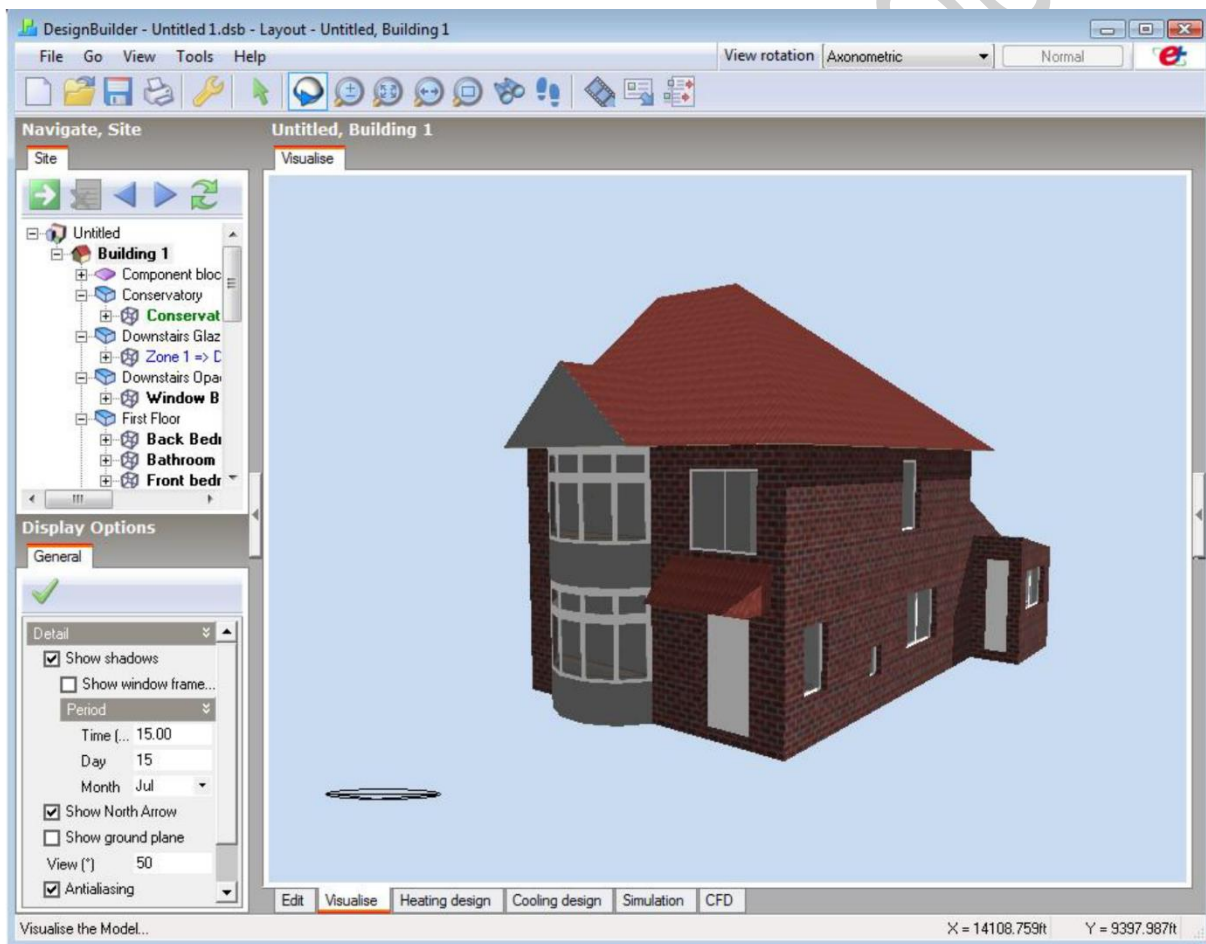 DesignBuilder - Untitled 1.dsb - Layout - Untitled, Building 1
File Go View Tools Help
View rotation Axonometric Normal
Navigate, Site
Site
Untitled
Building 1
Component bloc
Conservatory
Conservat
Downstairs Glaz
Zone 1 => D
Downstairs Opa
Window B
First Floor
Back Bedr
Bathroom
Front bedr
Display Options
General
Detail
Show shadows
Show window frame...
Period
Time (... 15.00
Day 15
Month Jul
Show North Arrow
Show ground plane
View (°) 50
Antialiasing
Untitled, Building 1
Visualise
Edit Visualise Heating design Cooling design Simulation CFD
Visualise the Model...
X = 14108.759ft Y = 9397.987ft